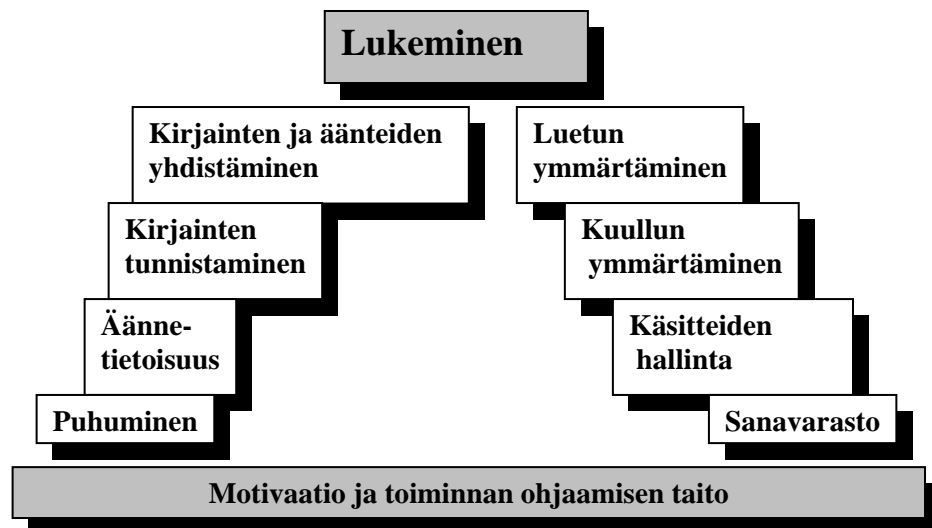 Lukeminen
Kirjainten ja äänteiden
yhdistäminen
Luetun
ymmärtäminen
Kirjainten
tunnistaminen
Kuullun
ymmärtäminen
Äänne-
tietoisuus
Käsitteiden
hallinta
Puhuminen
Sanavarasto
Motivaatio ja toiminnan ohjaamisen taito